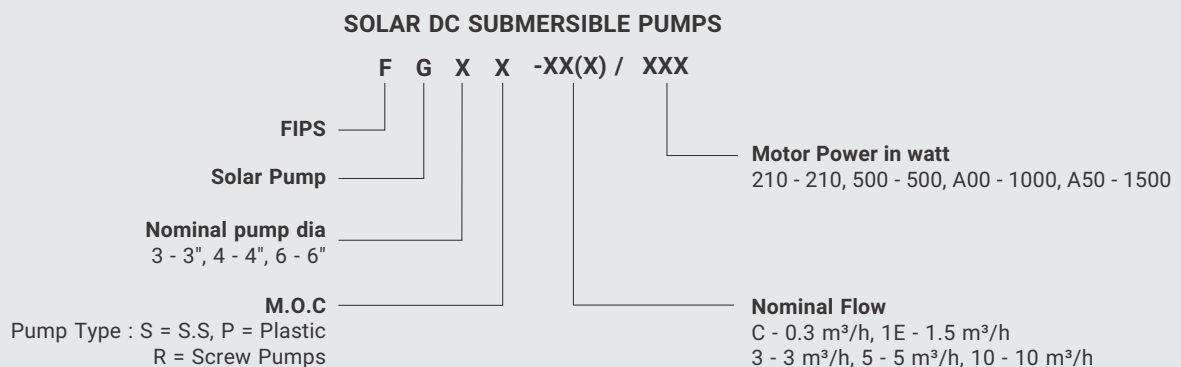 SOLAR DC SUBMERSIBLE PUMPS
F G X X -XX(X) / XXX
FIPS
Solar Pump
Nominal pump dia
3 - 3", 4 - 4", 6 - 6"
M.O.C
Pump Type : S = S.S, P = Plastic
R = Screw Pumps
Motor Power in watt
210 - 210, 500 - 500, A00 - 1000, A50 - 1500
Nominal Flow
C - 0.3 m³/h, 1E - 1.5 m³/h
3 - 3 m³/h, 5 - 5 m³/h, 10 - 10 m³/h